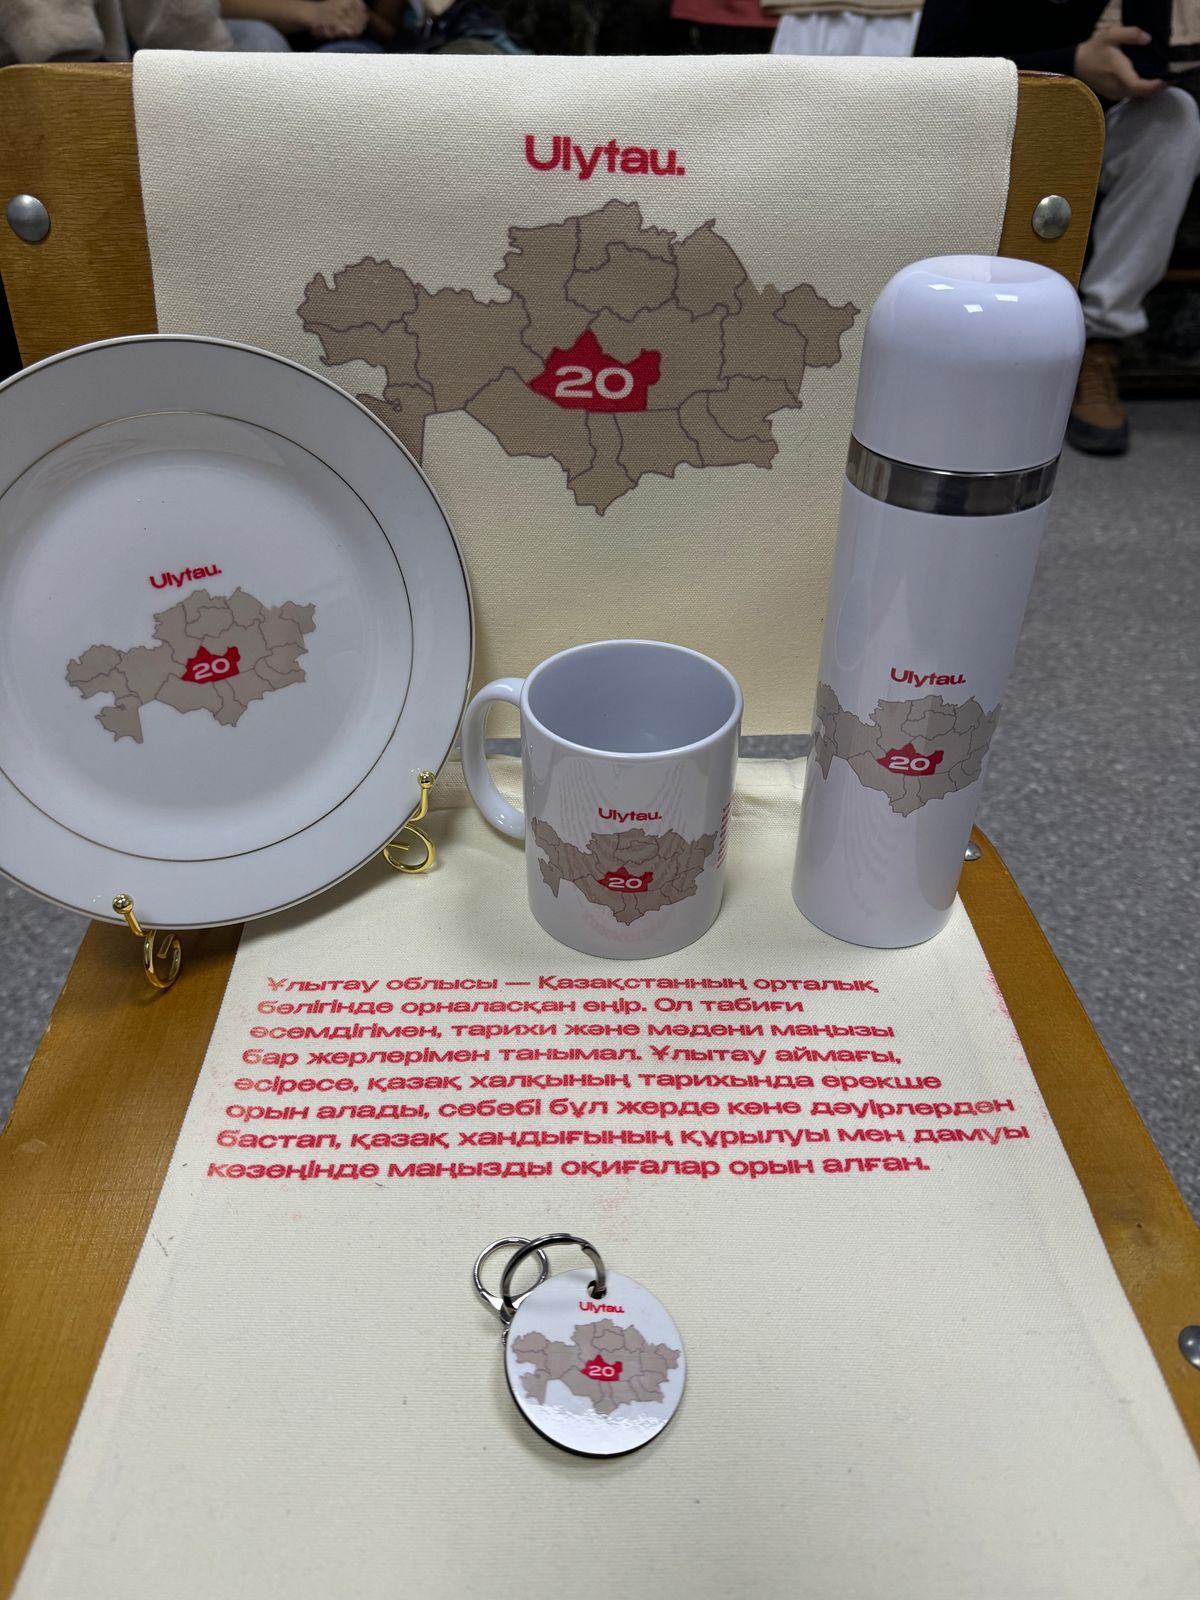 Ulytau.
20
Ulytau.
20
Ulytau.
20
Ulytau.
20
Ұлытау облысы — Қазақстанның орталық
бөлігінде орналасқан өңір. Ол табиғи
әсемдігімен, тарихи және мәдени маңызы
бар жерлерімен танымал. Ұлытау аймағы,
әсіресе, қазақ халқының тарихында ерекше
орын алады, себебі бұл жерде көне дәуірлерден
бастап, қазақ хандығының құрылуы мен дамуы
кезеңінде маңызды оқиғалар орын алған.
Ulytau.
20